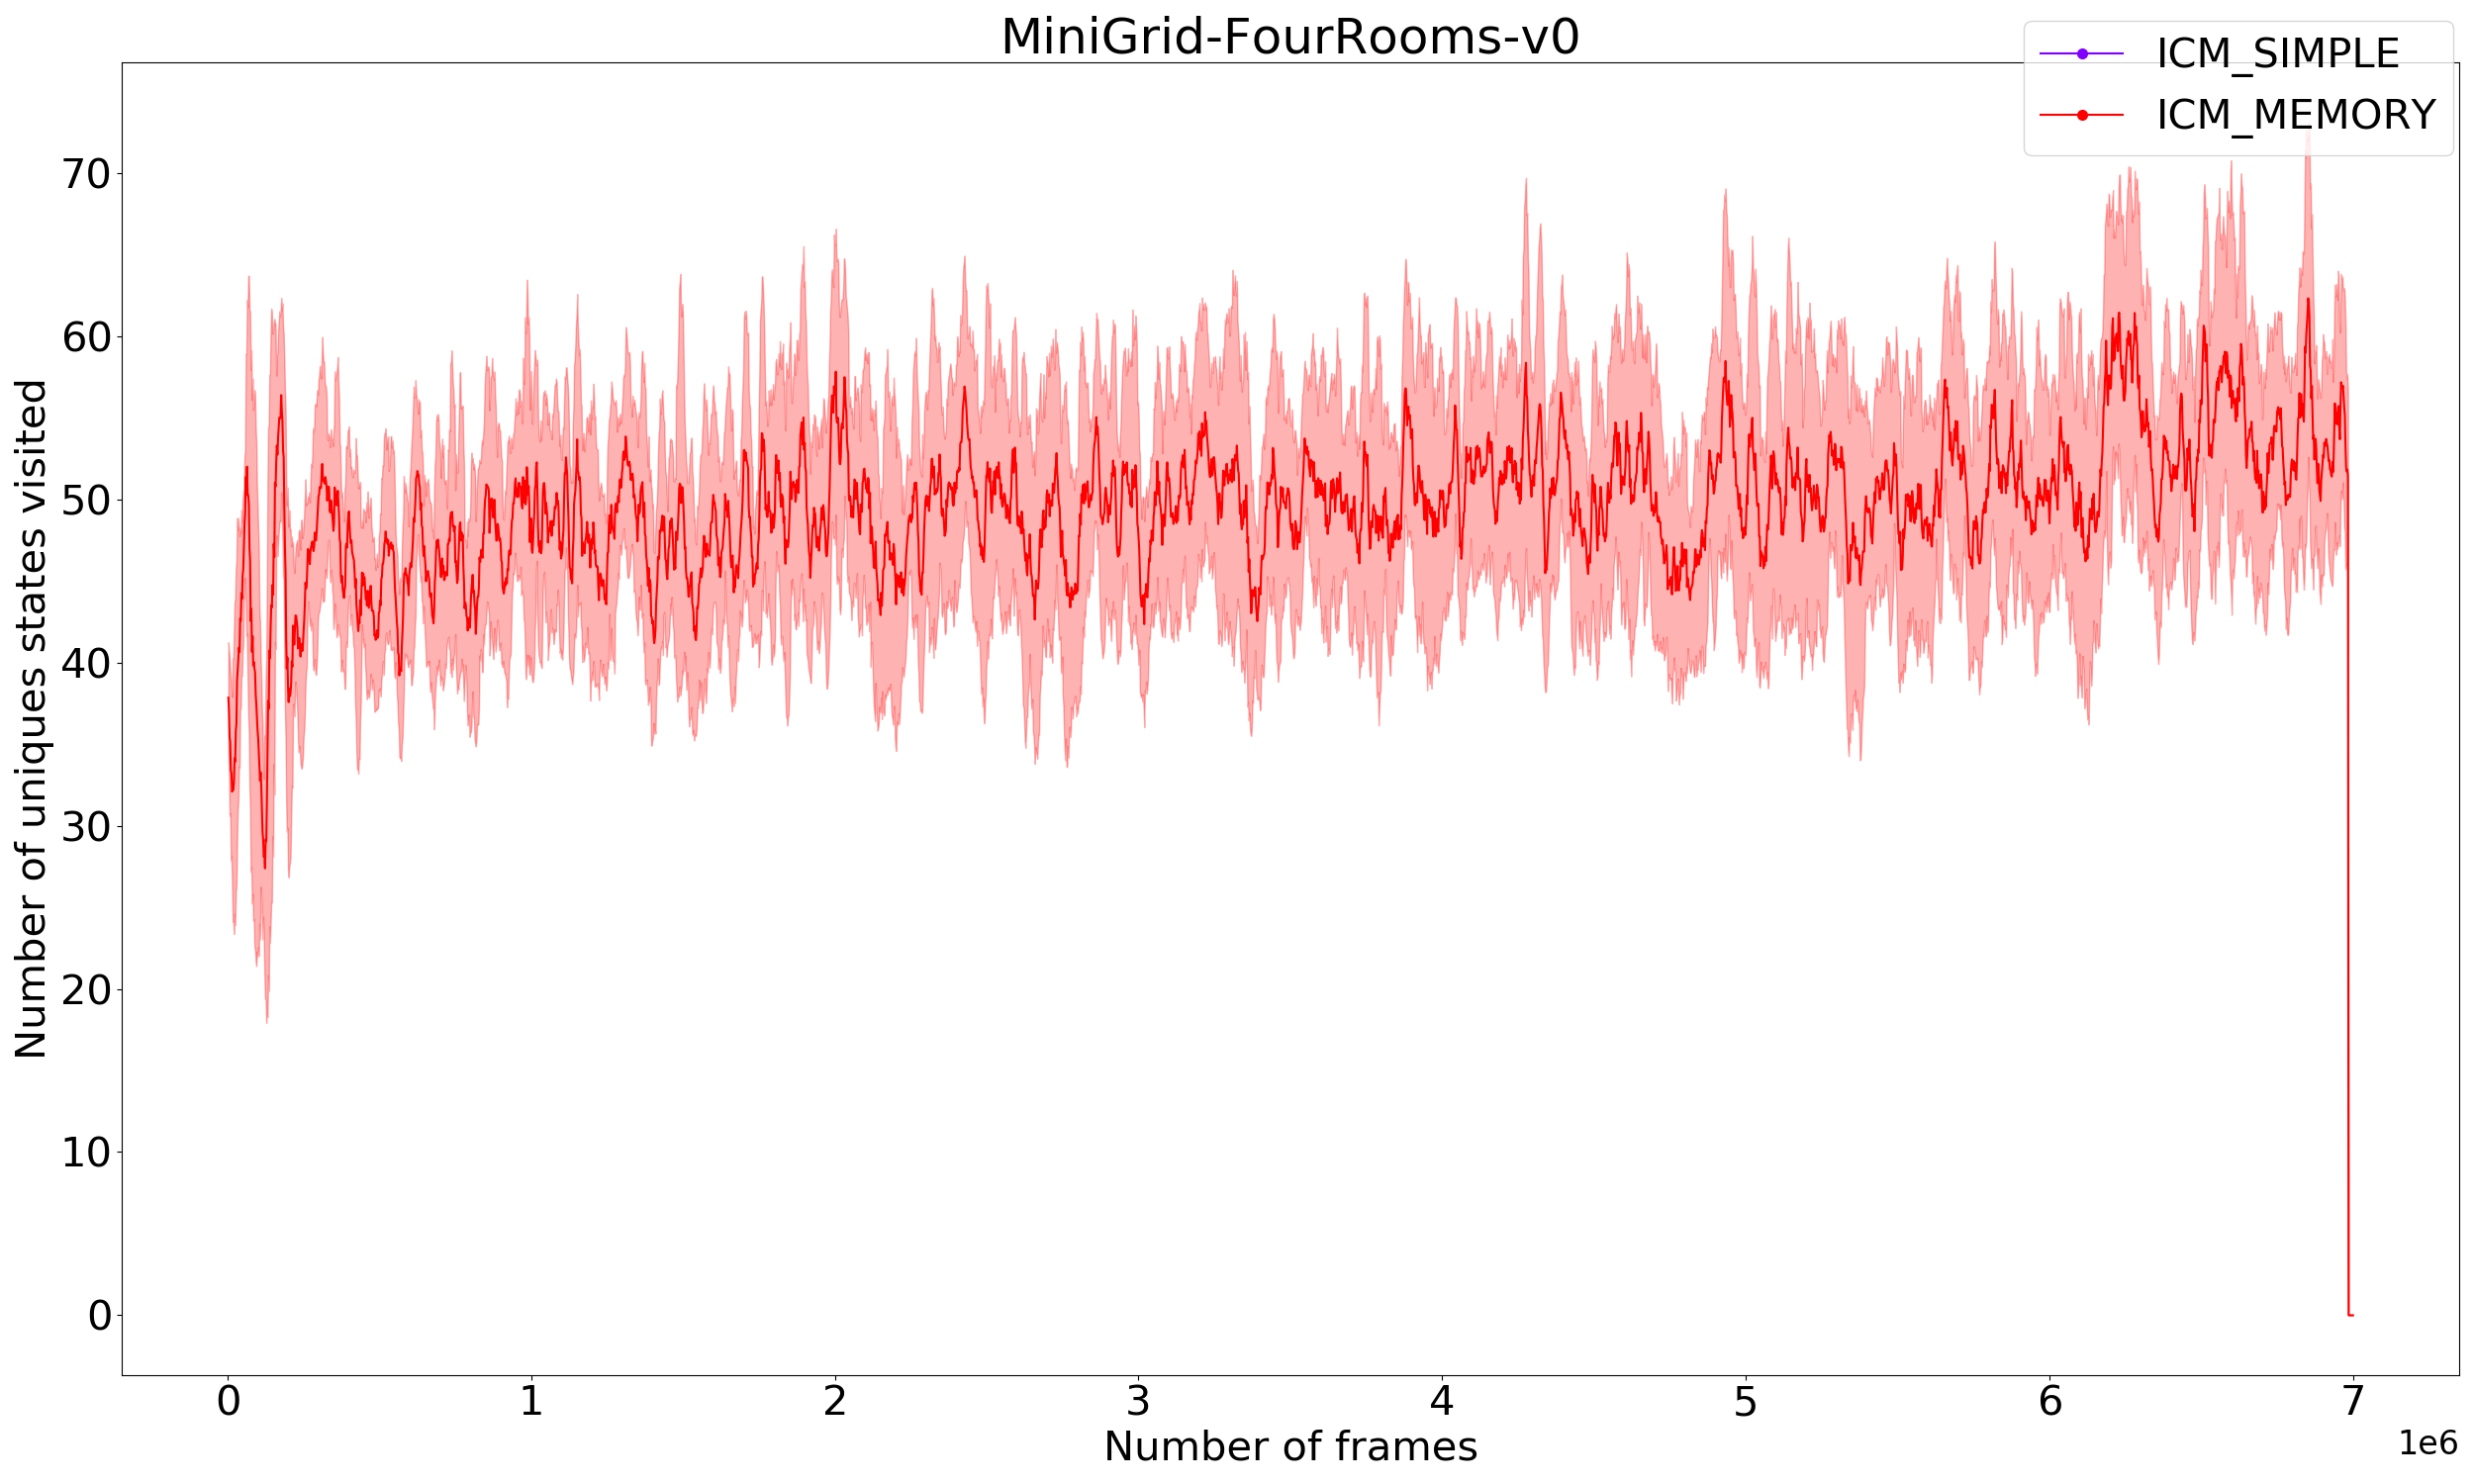 MiniGrid-FourRooms-v0
ICM_SIMPLE
ICM_MEMORY
Number of uniques states visited
70
60
50
40
30
20
10
0
0 1 2 3 4 5 6 7
1e6
Number of frames